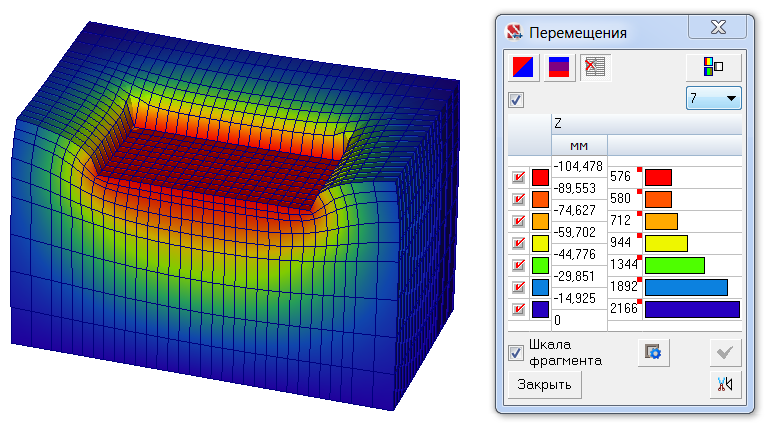 Перемещения
7
Z
мм
-104,478
576
-89,553
580
-74,627
712
-59,702
944
-44,776
1344
-29,851
1892
-14,925
2166
0
Шкала
фрагмента
Закрыть